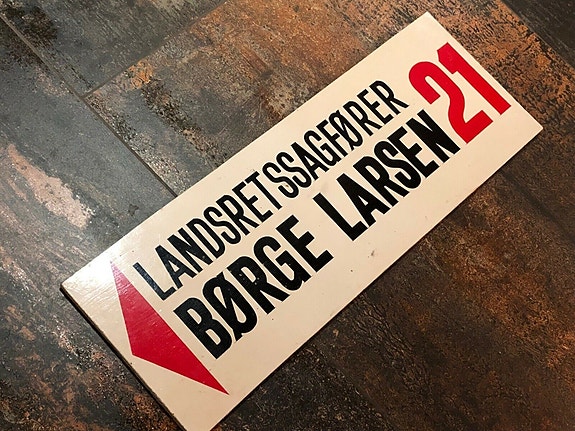 LANDSRETSSAGFØRER
BØRGE LARSEN 21